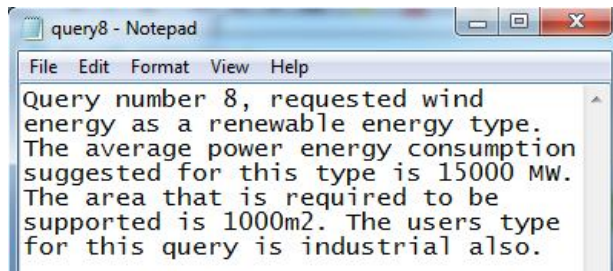 query8 - Notepad
File Edit Format View Help
Query number 8, requested wind
energy as a renewable energy type.
The average power energy consumption
suggested for this type is 15000 MW.
The area that is required to be
supported is 1000m2. The users type
for this query is industrial also.